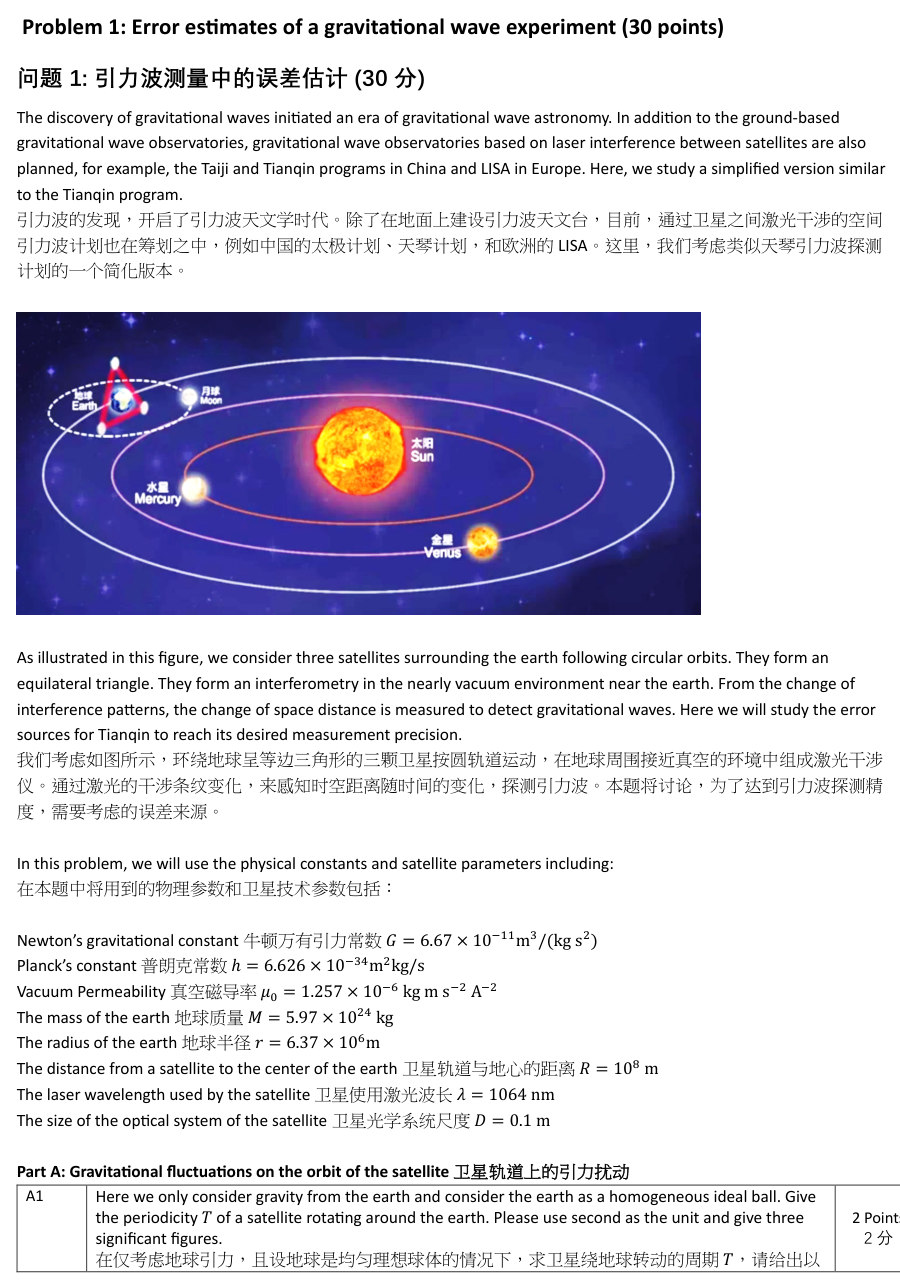 Problem 1: Error estimates of a gravitational wave experiment (30 points)
问题 1: 引力波测量中的误差估计 (30 分)
The discovery of gravitational waves initiated an era of gravitational wave astronomy. In addition to the ground-based
gravitational wave observatories, gravitational wave observatories based on laser interference between satellites are also
planned, for example, the Taiji and Tianqin programs in China and LISA in Europe. Here, we study a simplified version similar
to the Tianqin program.
引力波的发现，开启了引力波天文学时代。除了在地面上建设引力波天文台，目前，通过卫星之间激光干涉的空间
引力波计划也在筹划之中，例如中国的太极计划、天琴计划，和欧洲的 LISA。这里，我们考虑类似天琴引力波探测
计划的一个简化版本。
地球
Earth
月球
Moon
太阳
Sun
水星
Mercury
金星
Venus
As illustrated in this figure, we consider three satellites surrounding the earth following circular orbits. They form an
equilateral triangle. They form an interferometry in the nearly vacuum environment near the earth. From the change of
interference patterns, the change of space distance is measured to detect gravitational waves. Here we will study the error
sources for Tianqin to reach its desired measurement precision.
我们考虑如图所示，环绕地球呈等边三角形的三颗卫星按圆轨道运动，在地球周围接近真空的环境中组成激光干涉
仪。通过激光的干涉条纹变化，来感知时空距离随时间的变化，探测引力波。本题将讨论，为了达到引力波探测精
度，需要考虑的误差来源。
In this problem, we will use the physical constants and satellite parameters including:
在本题中将用到的物理参数和卫星技术参数包括：
Newton's gravitational constant 牛顿万有引力常数 G = 6.67 × 10⁻¹¹m³/(kg s²)
Planck's constant 普朗克常数 h = 6.626 × 10⁻³⁴m²kg/s
Vacuum Permeability 真空磁导率 μ₀ = 1.257 × 10⁻⁶ kg m s⁻² A⁻²
The mass of the earth 地球质量 M = 5.97 × 10²⁴ kg
The radius of the earth 地球半径 r = 6.37 × 10⁶m
The distance from a satellite to the center of the earth 卫星轨道与地心的距离 R = 10⁸ m
The laser wavelength used by the satellite 卫星使用激光波长 λ = 1064 nm
The size of the optical system of the satellite 卫星光学系统尺度 D = 0.1 m
Part A: Gravitational fluctuations on the orbit of the satellite 卫星轨道上的引力扰动
A1
Here we only consider gravity from the earth and consider the earth as a homogeneous ideal ball. Give
the periodicity T of a satellite rotating around the earth. Please use second as the unit and give three
significant figures.
在仅考虑地球引力，且设地球是均匀理想球体的情况下，求卫星绕地球转动的周期 T，请给出以
2 Point
2 分